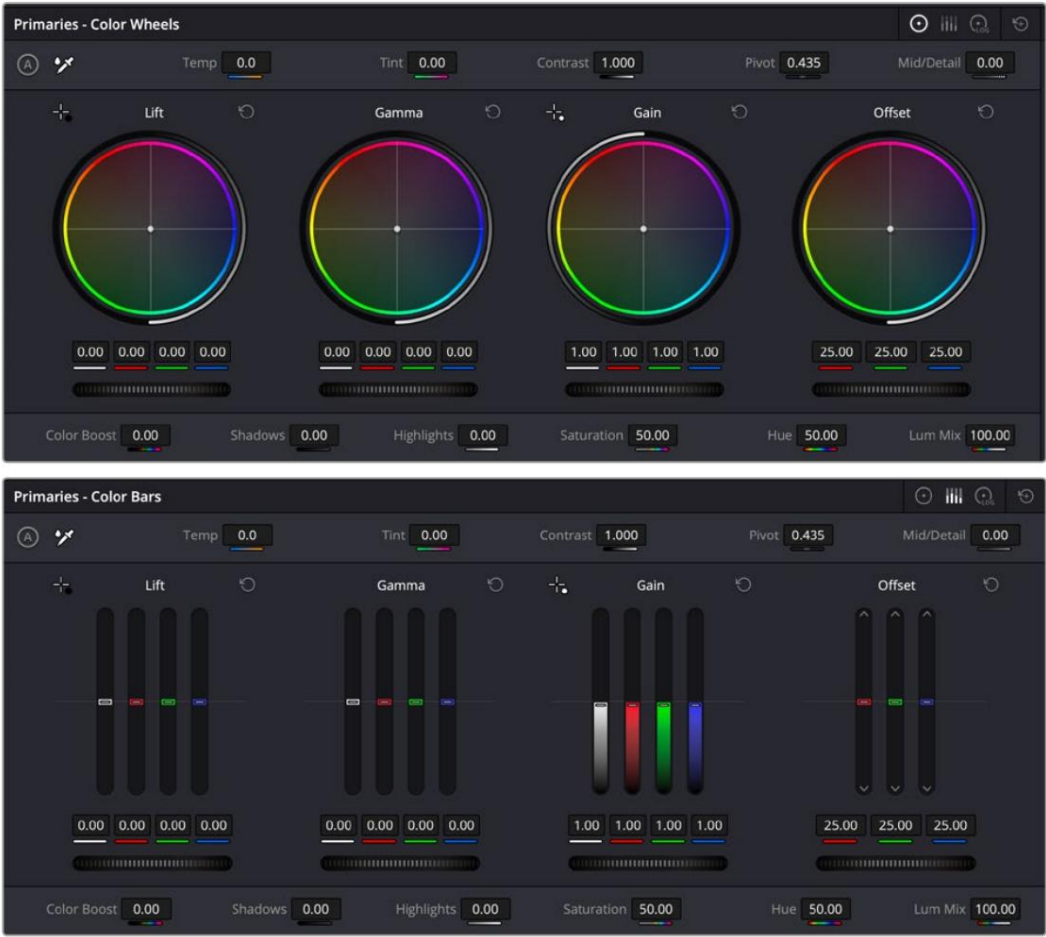 Primaries - Color Wheels
LOG
A Temp 0.0 Tint 0.00 Contrast 1.000 Pivot 0.435 Mid/Detail 0.00
Lift Gamma Gain Offset
0.00 0.00 0.00 0.00 0.00 0.00 0.00 0.00 1.00 1.00 1.00 1.00 25.00 25.00 25.00
Color Boost 0.00 Shadows 0.00 Highlights 0.00 Saturation 50.00 Hue 50.00 Lum Mix 100.00
Primaries - Color Bars
LOG
A Temp 0.0 Tint 0.00 Contrast 1.000 Pivot 0.435 Mid/Detail 0.00
Lift Gamma Gain Offset
0.00 0.00 0.00 0.00 0.00 0.00 0.00 0.00 1.00 1.00 1.00 1.00 25.00 25.00 25.00
Color Boost 0.00 Shadows 0.00 Highlights 0.00 Saturation 50.00 Hue 50.00 Lum Mix 100.00